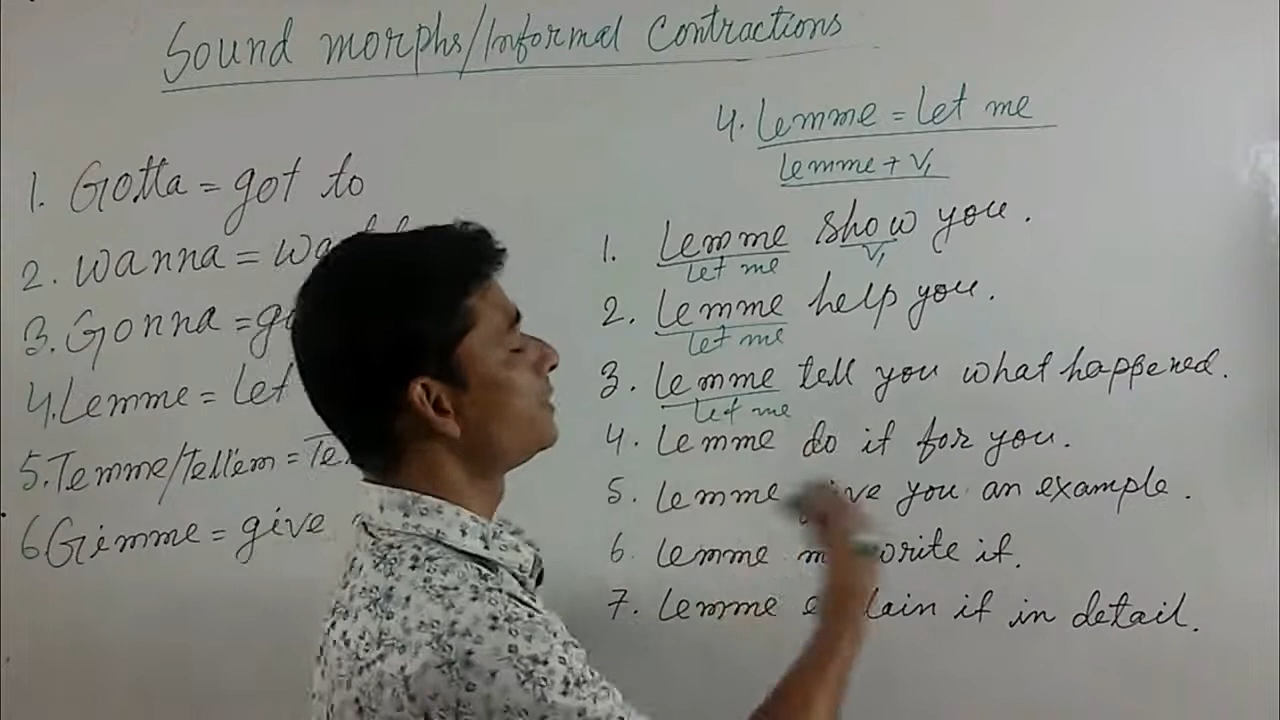 Sound morphs/Informal Contractions
1. Gotta = got to
2. wanna = wa
3. Gonna = go
4. Lemme = Let
5. Temme/Tell'em = Te
6 Gimme = give
4. Lemme = Let me
Lemme + V1
1. Lemme show you.
let me V1
2. Lemme help you.
let me
3. Lemme tell you what happened.
let me
4. Lemme do it for you.
5. Lemme you an example.
6. Lemme it.
7. Lemme it in detail.